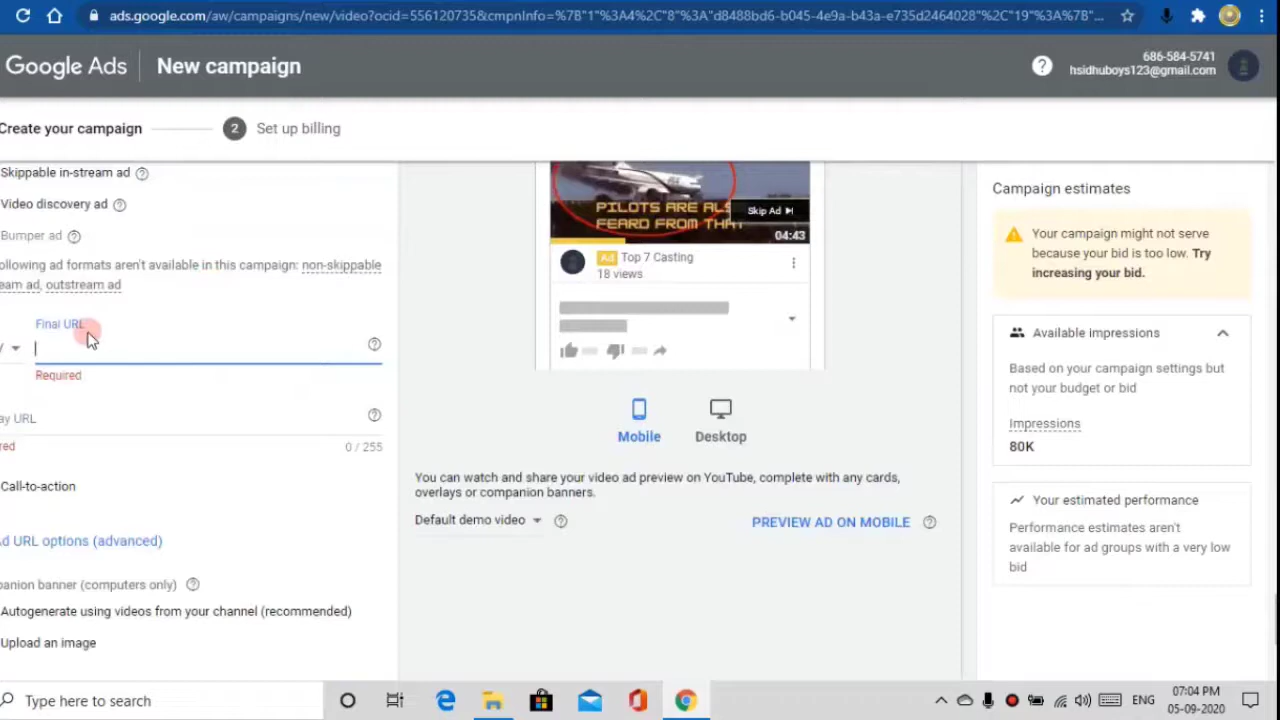 ads.google.com/aw/campaigns/new/video?ocid=556120735&cmpnInfo=%7B"1"%3A4%2C"8"%3A"d8488bd6-b045-4e9a-b43a-e735d2464028"%2C"19"%3A%7B"...
Google Ads
New campaign
686-584-5741
hsidhuboys123@gmail.com
Create your campaign
2
Set up billing
Skippable in-stream ad
Video discovery ad
Bumper ad
ollowing ad formats aren't available in this campaign: non-skippable
eam ad, outstream ad
Final URL
Required
ay URL
red
0 / 255
Call-to-action
d URL options (advanced)
anion banner (computers only)
Autogenerate using videos from your channel (recommended)
Upload an image
PILOTS ARE ALS
FEARD FROM THAT
Skip Ad
04:43
Ad Top 7 Casting
18 views
Mobile
Desktop
You can watch and share your video ad preview on YouTube, complete with any cards,
overlays or companion banners.
Default demo video
PREVIEW AD ON MOBILE
Campaign estimates
Your campaign might not serve
because your bid is too low. Try
increasing your bid.
Available impressions
Based on your campaign settings but
not your budget or bid
Impressions
80K
Your estimated performance
Performance estimates aren't
available for ad groups with a very low
bid
Type here to search
ENG
07:04 PM
05-09-2020